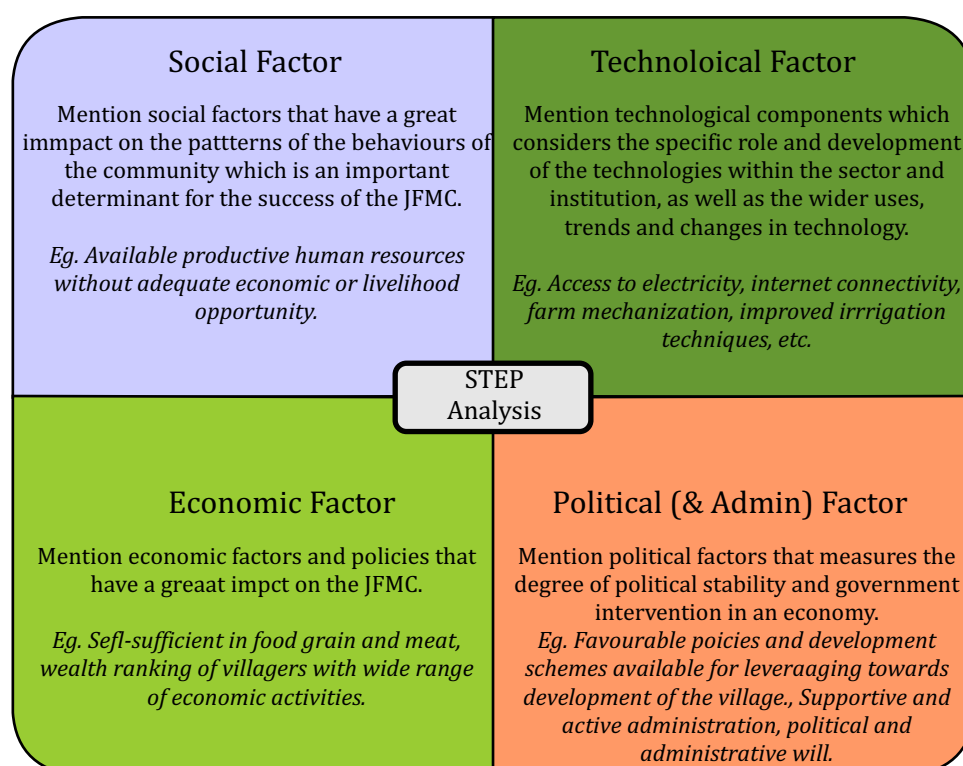 Social Factor
Mention social factors that have a great
immpact on the pattterns of the behaviours of
the community which is an important
determinant for the success of the JFMC.
Eg. Available productive human resources
without adequate economic or livelihood
opportunity.
Technoloical Factor
Mention technological components which
considers the specific role and development
of the technologies within the sector and
institution, as well as the wider uses,
trends and changes in technology.
Eg. Access to electricity, internet connectivity,
farm mechanization, improved irrrigation
techniques, etc.
STEP
Analysis
Economic Factor
Mention economic factors and policies that
have a greaat impct on the JFMC.
Eg. Sefl-sufficient in food grain and meat,
wealth ranking of villagers with wide range
of economic activities.
Political (& Admin) Factor
Mention political factors that measures the
degree of political stability and government
intervention in an economy.
Eg. Favourable poicies and development
schemes available for leveraaging towards
development of the village., Supportive and
active administration, political and
administrative will.